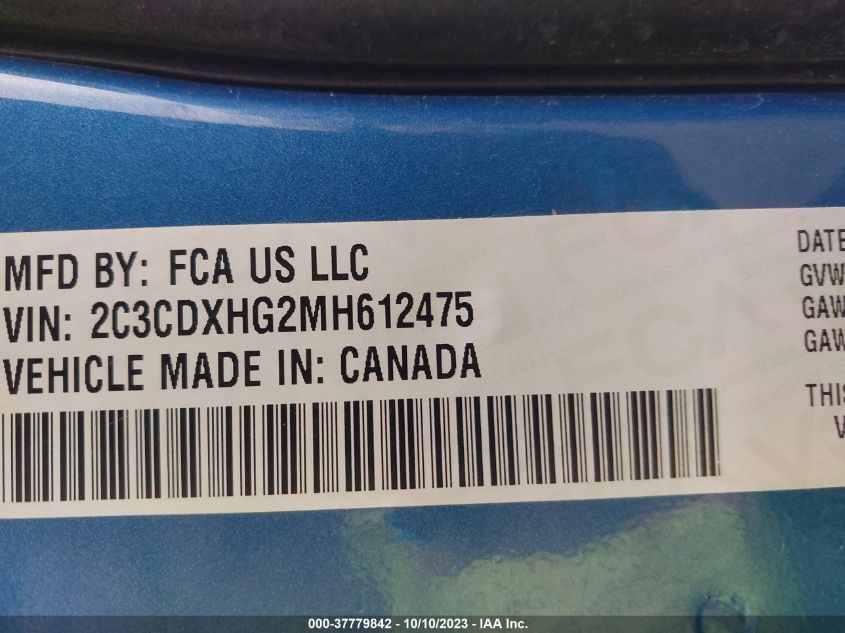 MFD BY: FCA US LLC
VIN: 2C3CDXHG2MH612475
VEHICLE MADE IN: CANADA
DATE
GVW
GAW
GAW
THIS
V
000-37779842 - 10/10/2023 - IAA Inc.